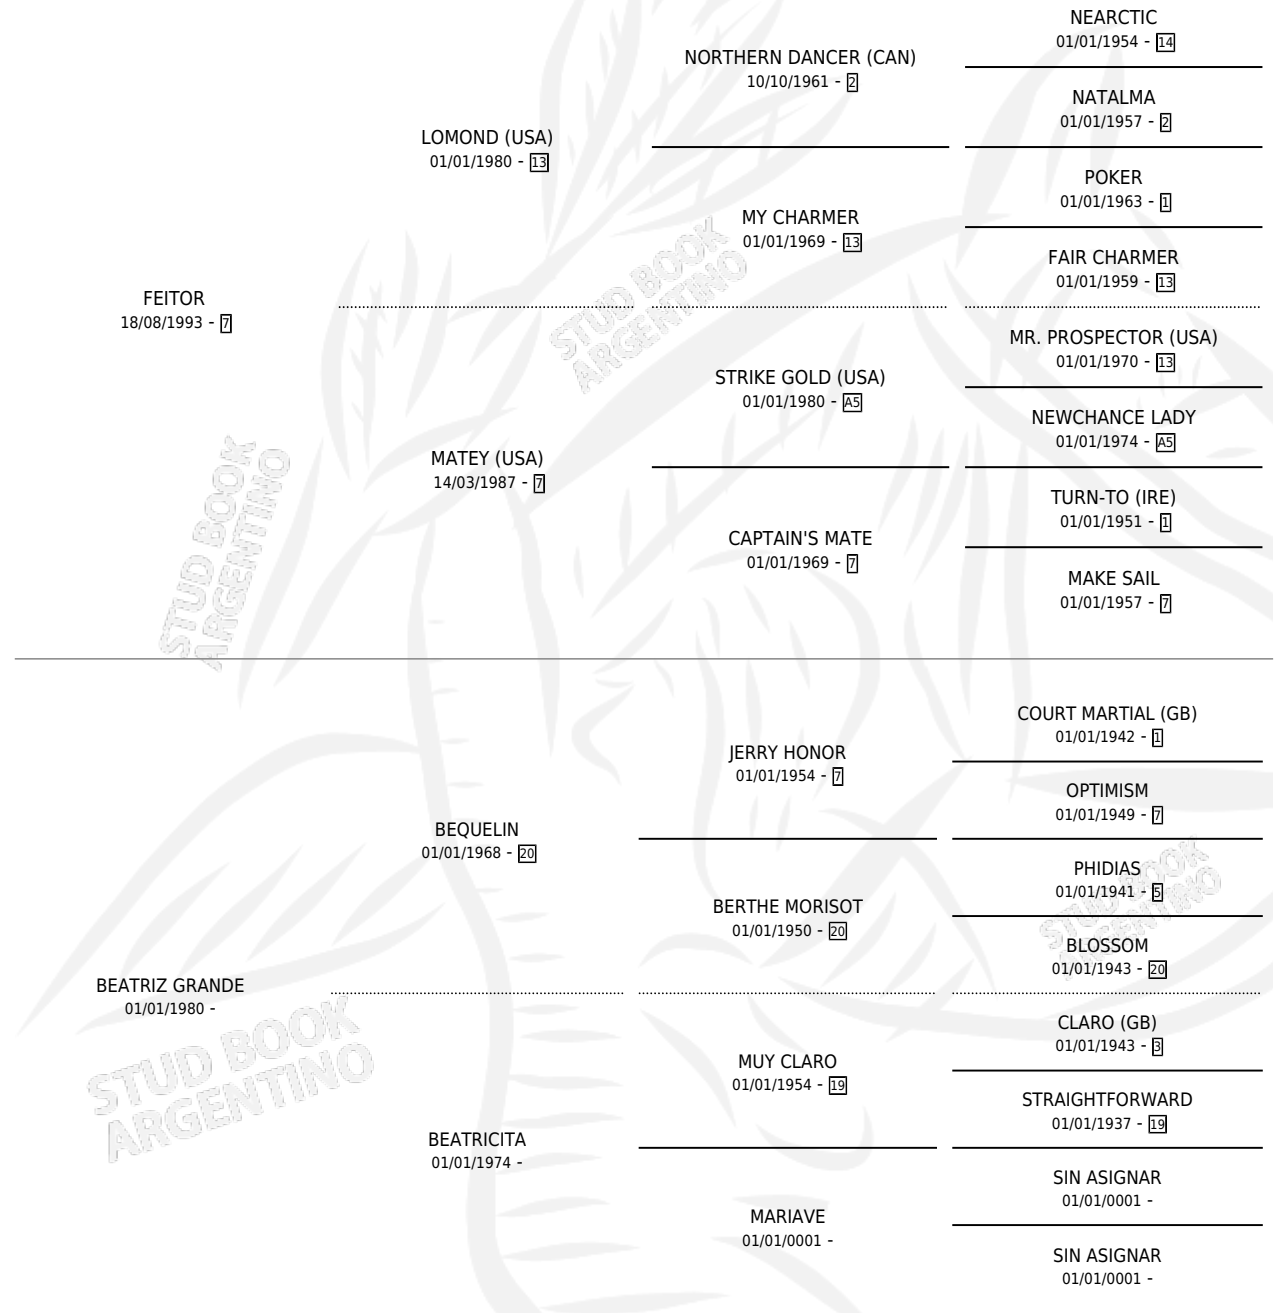 NEARCTIC
01/01/1954 - 14
NORTHERN DANCER (CAN)
10/10/1961 - 2
NATALMA
01/01/1957 - 2
LOMOND (USA)
01/01/1980 - 13
POKER
01/01/1963 - 1
MY CHARMER
01/01/1969 - 13
FAIR CHARMER
01/01/1959 - 13
FEITOR
18/08/1993 - 7
STUD BOOK
ARGENTINO
MR. PROSPECTOR (USA)
01/01/1970 - 13
STRIKE GOLD (USA)
01/01/1980 - A5
NEWCHANCE LADY
01/01/1974 - A5
MATEY (USA)
14/03/1987 - 7
TURN-TO (IRE)
01/01/1951 - 1
CAPTAIN'S MATE
01/01/1969 - 7
MAKE SAIL
01/01/1957 - 7
STUD BOOK
ARGENTINO
COURT MARTIAL (GB)
01/01/1942 - 1
JERRY HONOR
01/01/1954 - 7
OPTIMISM
01/01/1949 - 7
BEQUELIN
01/01/1968 - 20
PHIDIAS
01/01/1941 - 5
BERTHE MORISOT
01/01/1950 - 20
STUD BOOK
ARGENTINO
BLOSSOM
01/01/1943 - 20
BEATRIZ GRANDE
01/01/1980 -
CLARO (GB)
01/01/1943 - 3
MUY CLARO
01/01/1954 - 19
STRAIGHTFORWARD
01/01/1937 - 19
STUD BOOK
ARGENTINO
BEATRICITA
01/01/1974 -
SIN ASIGNAR
01/01/0001 -
MARIAVE
01/01/0001 -
SIN ASIGNAR
01/01/0001 -